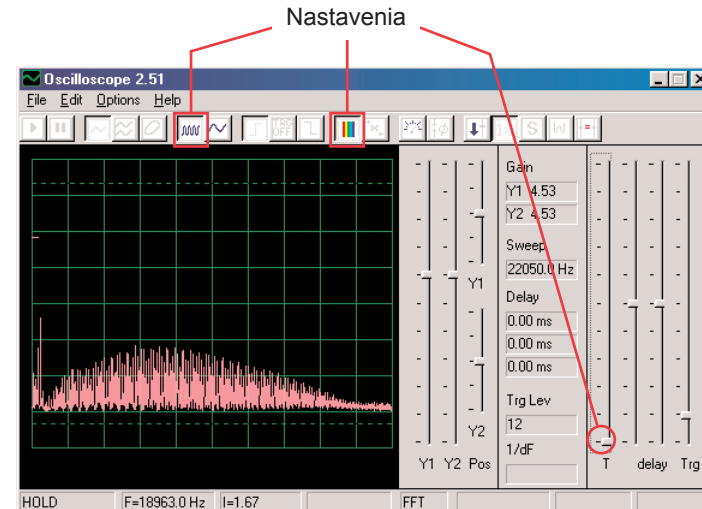 Nastavenia
Oscilloscope 2.51
File Edit Options Help
TRG OFF
S W
Gain
Y1 4.53
Y2 4.53
Sweep
22050.0 Hz
Delay
0.00 ms
0.00 ms
0.00 ms
Trg Lev
12
1/dF
Y1
Y2
Y1 Y2 Pos
T delay Trg
HOLD F=18963.0 Hz I=1.67 FFT